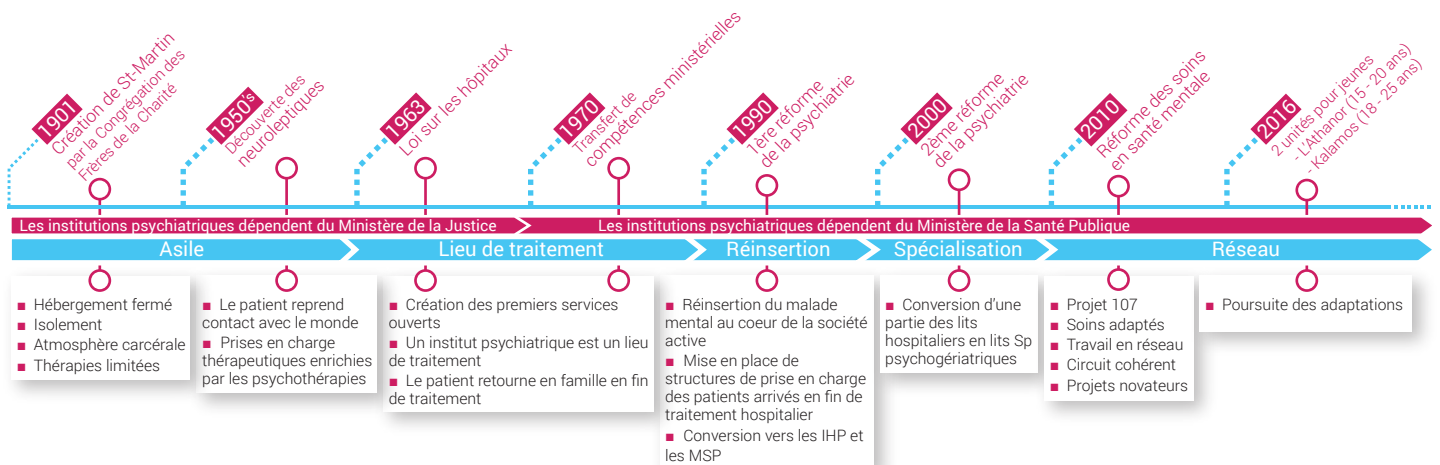 1901
Création de St-Martin
par la Congrégation des
Frères de la Charité
1950s
Découverte des
neuroleptiques
1963
Loi sur les hôpitaux
1970
Transfert de
compétences ministérielles
1990
1ère réforme
de la psychiatrie
2000
2ème réforme
de la psychiatrie
2010
Réforme des soins
en santé mentale
2016
2 unités pour jeunes
- L'Athanor (15 - 20 ans)
- Kalamos (18 - 25 ans)
Les institutions psychiatriques dépendent du Ministère de la Justice
Les institutions psychiatriques dépendent du Ministère de la Santé Publique
Asile
Lieu de traitement
Réinsertion
Spécialisation
Réseau
■ Hébergement fermé
■ Isolement
■ Atmosphère carcérale
■ Thérapies limitées
■ Le patient reprend
contact avec le monde
■ Prises en charge
thérapeutiques enrichies
par les psychothérapies
■ Création des premiers services
ouverts
■ Un institut psychiatrique est un lieu
de traitement
■ Le patient retourne en famille en fin
de traitement
■ Réinsertion du malade
mental au coeur de la société
active
■ Mise en place de
structures de prise en charge
des patients arrivés en fin de
traitement hospitalier
■ Conversion vers les IHP et
les MSP
■ Conversion d'une
partie des lits
hospitaliers en lits Sp
psychogériatriques
■ Projet 107
■ Soins adaptés
■ Travail en réseau
■ Circuit cohérent
■ Projets novateurs
■ Poursuite des adaptations